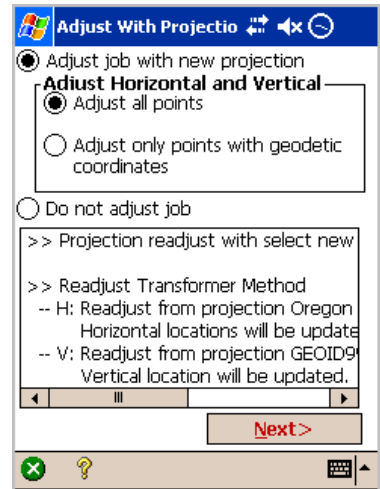 Adjust With Projectio
Adjust job with new projection
Adjust Horizontal and Vertical
Adjust all points
Adjust only points with geodetic
coordinates
Do not adjust job
>> Projection readjust with select new
>> Readjust Transformer Method
-- H: Readjust from projection Oregon
Horizontal locations will be update
-- V: Readjust from projection GEOID9
Vertical location will be updated.
Next>